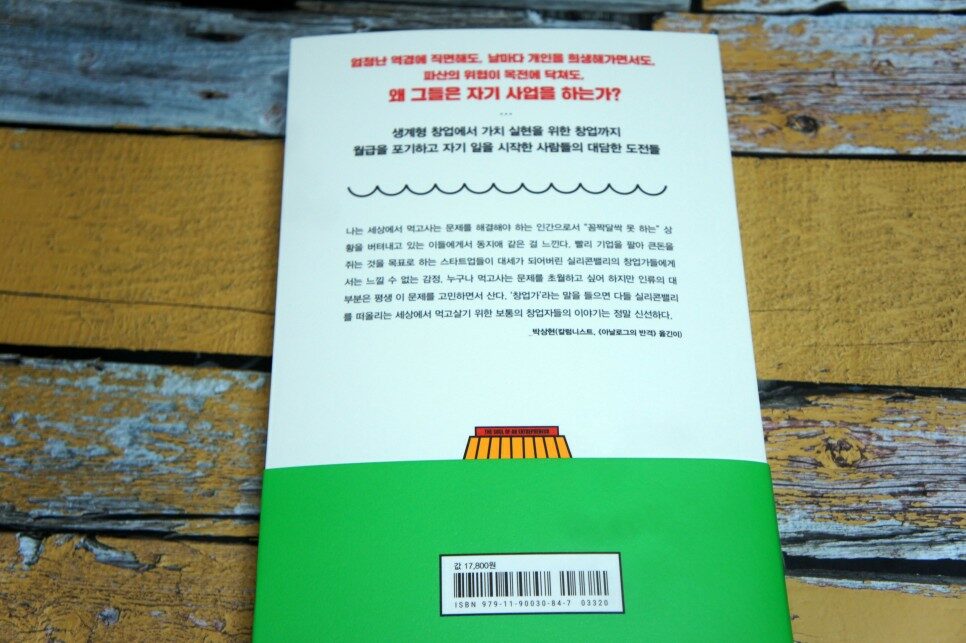 엄청난 역경에 직면해도, 날마다 개인을 희생해가면서도,
파산의 위협이 목전에 닥쳐도,
왜 그들은 자기 사업을 하는가?
...
생계형 창업에서 가치 실현을 위한 창업까지
월급을 포기하고 자기 일을 시작한 사람들의 대담한 도전들
나는 세상에서 먹고사는 문제를 해결해야 하는 인간으로서 "꼼짝달싹 못 하는" 상
황을 버텨내고 있는 이들에게서 동지애 같은 걸 느낀다. 빨리 기업을 팔아 큰돈을
쥐는 것을 목표로 하는 스타트업들이 대세가 되어버린 실리콘밸리의 창업가들에게
서는 느낄 수 없는 감정. 누구나 먹고사는 문제를 초월하고 싶어 하지만 인류의 대
부분은 평생 이 문제를 고민하면서 산다. '창업가'라는 말을 들으면 다들 실리콘밸리
를 떠올리는 세상에서 먹고살기 위한 보통의 창업자들의 이야기는 정말 신선하다.
_박상현(칼럼니스트, 《아날로그의 반격》 옮긴이)
THE SOUL OF AN ENTREPRENEUR
값 17,800원
ISBN 979-11-90030-84-7 03320